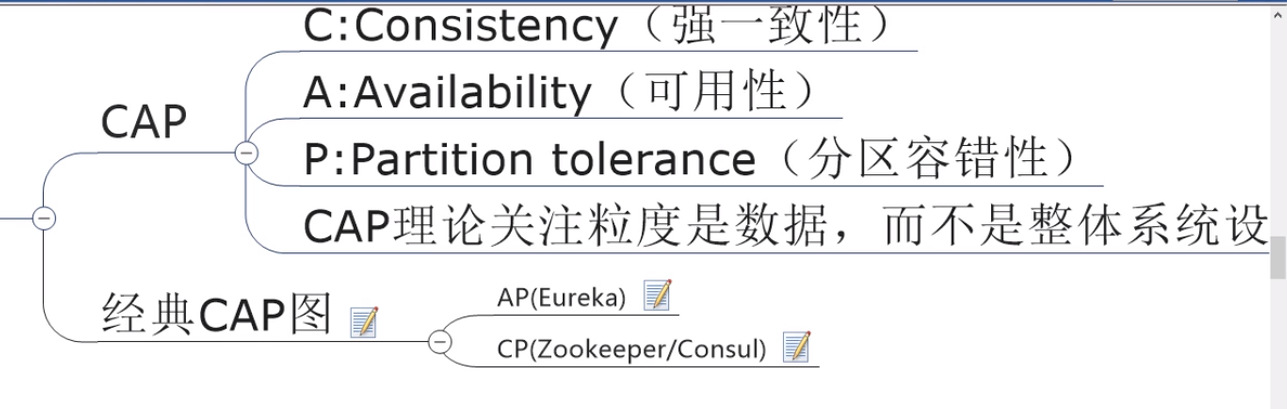 C:Consistency（强一致性）
A:Availability（可用性）
CAP
P:Partition tolerance（分区容错性）
CAP理论关注粒度是数据，而不是整体系统设
经典CAP图
AP(Eureka)
CP(Zookeeper/Consul)